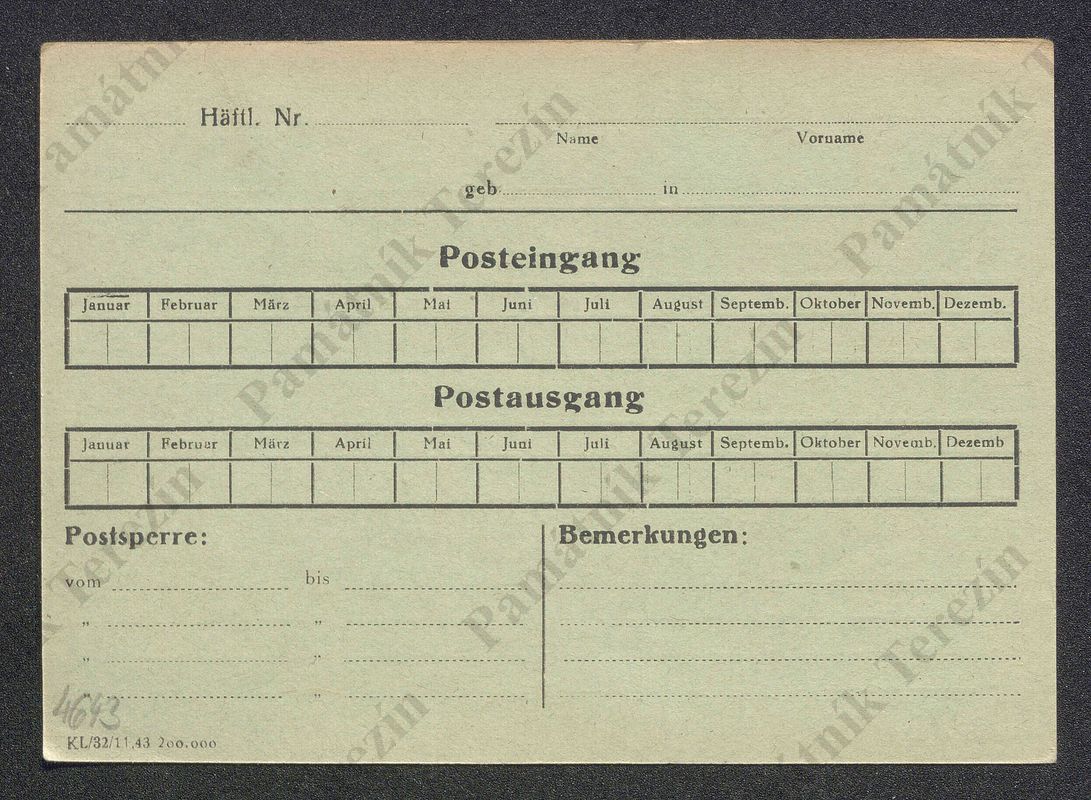 Häftl. Nr.
Name Vorname
geb. in
Posteingang
Januar Februar März April Mai Juni Juli August Septemb. Oktober Novemb. Dezemb.
Postausgang
Januar Februar März April Mai Juni Juli August Septemb. Oktober Novemb. Dezemb
Postsperre: Bemerkungen:
vom bis
„ „
„ „
„ „
4643
KL/32/11.43 200.000
Památník Terezín